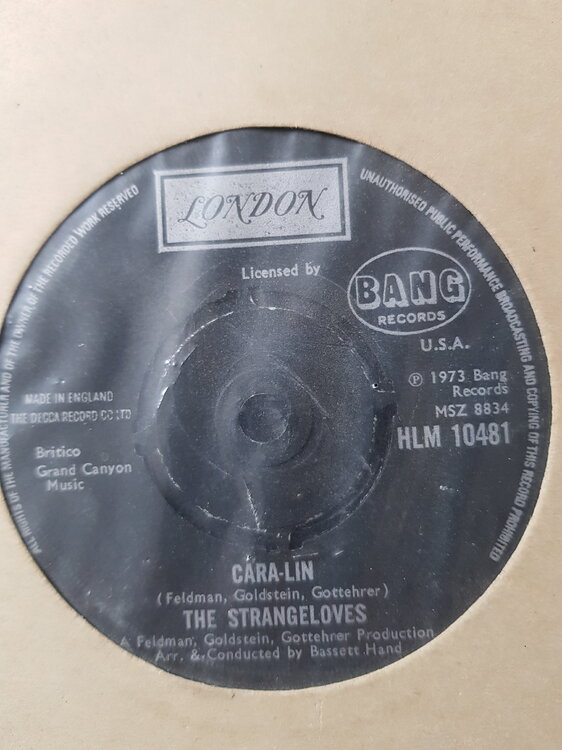 LONDON
Licensed by
BANG
RECORDS
U.S.A.
℗ 1973 Bang
Records
MSZ 8834
HLM 10481
MADE IN ENGLAND
THE DECCA RECORD CO LTD
Britico
Grand Canyon
Music
CARA-LIN
(Feldman, Goldstein, Gottehrer)
THE STRANGELOVES
A Feldman, Goldstein, Gottehrer Production
Arr. & Conducted by Bassett Hand
ALL RIGHTS OF THE MANUFACTURER AND OF THE OWNER OF THE RECORDED WORK RESERVED
UNAUTHORISED PUBLIC PERFORMANCE BROADCASTING AND COPYING OF THIS RECORD PROHIBITED